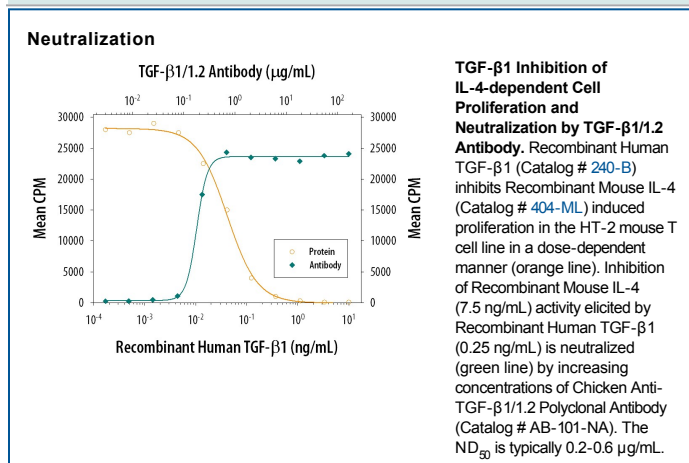 Neutralization
TGF-β1/1.2 Antibody (µg/mL)
10⁻² 10⁻¹ 10⁰ 10¹ 10²
30000 30000
25000 25000
20000 20000
15000 15000
10000 10000
5000 5000
0 0
Mean CPM
Mean CPM
Protein
Antibody
10⁻⁴ 10⁻³ 10⁻² 10⁻¹ 10⁰ 10¹
Recombinant Human TGF-β1 (ng/mL)
TGF-β1 Inhibition of
IL-4-dependent Cell
Proliferation and
Neutralization by TGF-β1/1.2
Antibody. Recombinant Human
TGF-β1 (Catalog # 240-B)
inhibits Recombinant Mouse IL-4
(Catalog # 404-ML) induced
proliferation in the HT-2 mouse T
cell line in a dose-dependent
manner (orange line). Inhibition
of Recombinant Mouse IL-4
(7.5 ng/mL) activity elicited by
Recombinant Human TGF-β1
(0.25 ng/mL) is neutralized
(green line) by increasing
concentrations of Chicken Anti-
TGF-β1/1.2 Polyclonal Antibody
(Catalog # AB-101-NA). The
ND₅₀ is typically 0.2-0.6 µg/mL.